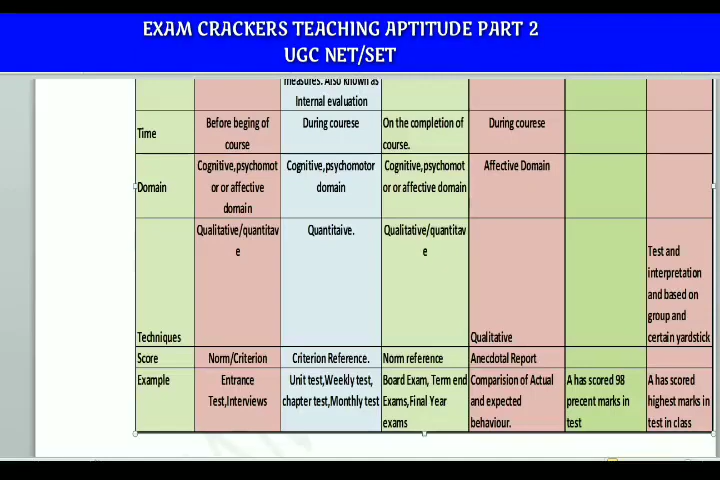 EXAM CRACKERS TEACHING APTITUDE PART 2
UGC NET/SET
measures. Also known as
Internal evaluation
Time
Before beging of
course
During courese
On the completion of
course.
During courese
Domain
Cognitive,psychomot
or or affective
domain
Cognitive,psychomotor
domain
Cognitive,psychomot
or or affective domain
Affective Domain
Techniques
Qualitative/quantitav
e
Quantitaive.
Qualitative/quantitav
e
Qualitative
Test and
interpretation
and based on
group and
certain yardstick
Score
Norm/Criterion
Criterion Reference.
Norm reference
Anecdotal Report
Example
Entrance
Test,Interviews
Unit test,Weekly test,
chapter test,Monthly test
Board Exam, Term end
Exams,Final Year
exams
Comparision of Actual
and expected
behaviour.
A has scored 98
precent marks in
test
A has scored
highest marks in
test in class